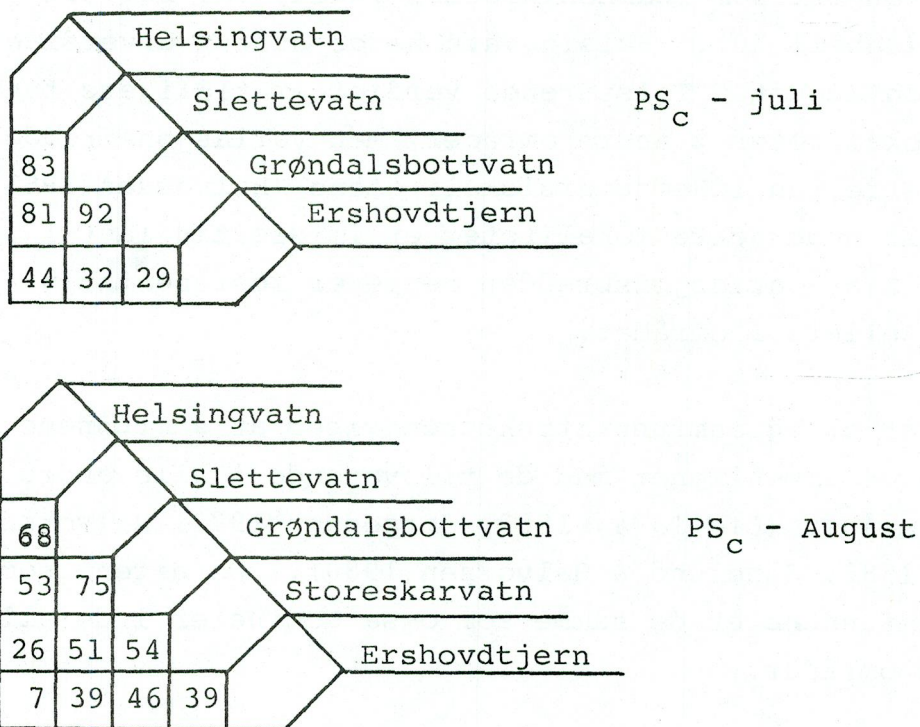 Helsingvatn
Slettevatn
PSc - juli
83 Grøndalsbottvatn
81 92 Ershovdtjern
44 32 29
Helsingvatn
Slettevatn
68 Grøndalsbottvatn
PSc - August
53 75 Storeskarvatn
26 51 54 Ershovdtjern
7 39 46 39